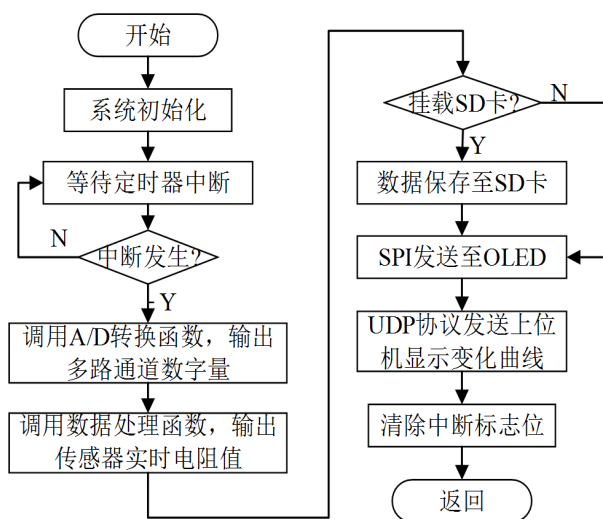 开始
系统初始化
等待定时器中断
N
中断发生?
Y
调用A/D转换函数，输出
多路通道数字量
调用数据处理函数，输出
传感器实时电阻值
挂载SD卡?
N
Y
数据保存至SD卡
SPI发送至OLED
UDP协议发送上位
机显示变化曲线
清除中断标志位
返回